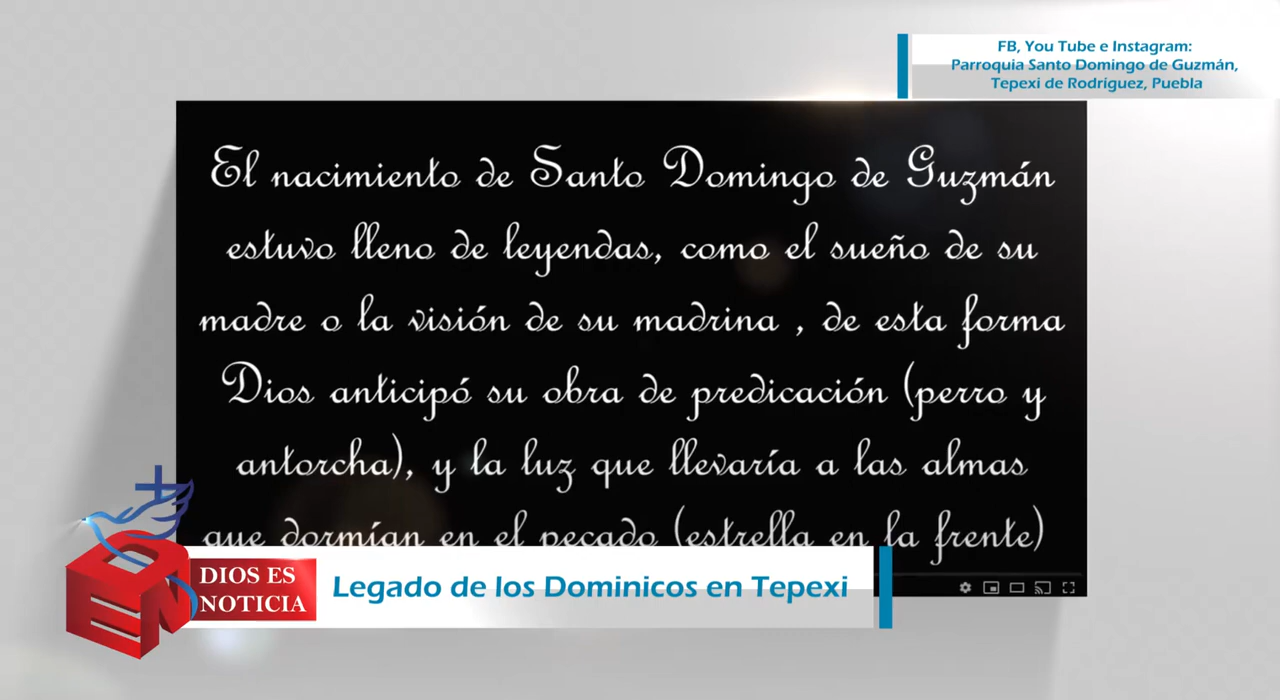 FB, You Tube e Instagram:
Parroquia Santo Domingo de Guzmán,
Tepexi de Rodríguez, Puebla
El nacimiento de Santo Domingo de Guzmán
estuvo lleno de leyendas, como el sueño de su
madre o la visión de su madrina , de esta forma
Dios anticipó su obra de predicación (perro y
antorcha), y la luz que llevaría a las almas
que dormían en el pecado (estrella en la frente)
DEN
DIOS ES
NOTICIA
Legado de los Dominicos en Tepexi